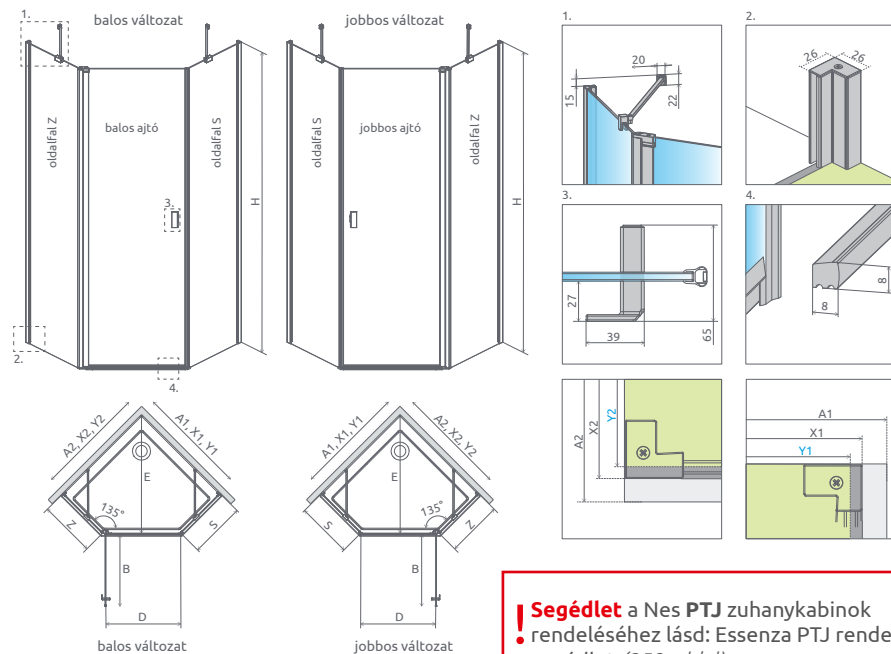 balos változat
jobbos változat
1.
oldalfal Z
balos ajtó
oldalfal S
3.
H
2.
4.
oldalfal S
jobbos ajtó
oldalfal Z
H
A2, X2, Y2
A1, X1, Y1
E
135°
Z
S
B
D
balos változat
A1, X1, Y1
A2, X2, Y2
E
135°
S
Z
B
D
jobbos változat
1.
20
15
22
2.
26
26
3.
27
39
65
4.
8
8
A2
X2
Y2
A1
X1
Y1
! Segédlet a Nes PTJ zuhanykabinok
rendeléséhez lásd: Essenza PTJ rende